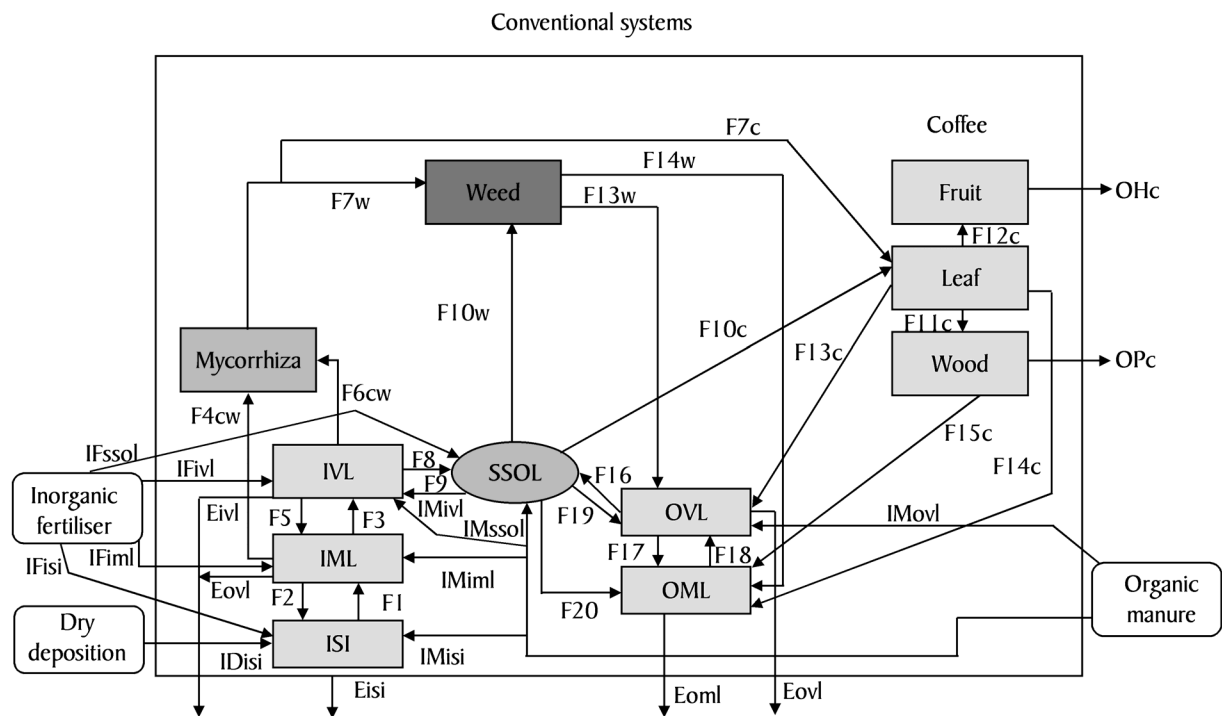 Conventional systems
F7c
Coffee
F14w
Weed
F7w
F13w
Fruit
OHc
F12c
Leaf
F10w
F10c
F11c
F13c
Mycorrhiza
Wood
OPc
F6cw
F4cw
F15c
IFssol
IFivl
IVL
F8
SSOL
F16
F14c
F9
Inorganic
fertiliser
Eivl
F5
F3
IMivl
IMssol
F19
OVL
IMovl
IFiml
IML
F17
F18
IFisi
Eovl
F2
F1
IMiml
F20
OML
Organic
manure
Dry
deposition
IDisi
ISI
IMisi
Eisi
Eoml
Eovl